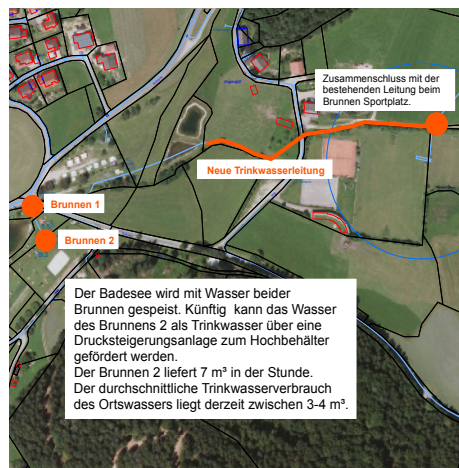 Zusammenschluss mit der
bestehenden Leitung beim
Brunnen Sportplatz.
Neue Trinkwasserleitung
Brunnen 1
Brunnen 2
Der Badesee wird mit Wasser beider
Brunnen gespeist. Künftig kann das Wasser
des Brunnens 2 als Trinkwasser über eine
Drucksteigerungsanlage zum Hochbehälter
gefördert werden.
Der Brunnen 2 liefert 7 m³ in der Stunde.
Der durchschnittliche Trinkwasserverbrauch
des Ortswassers liegt derzeit zwischen 3-4 m³.